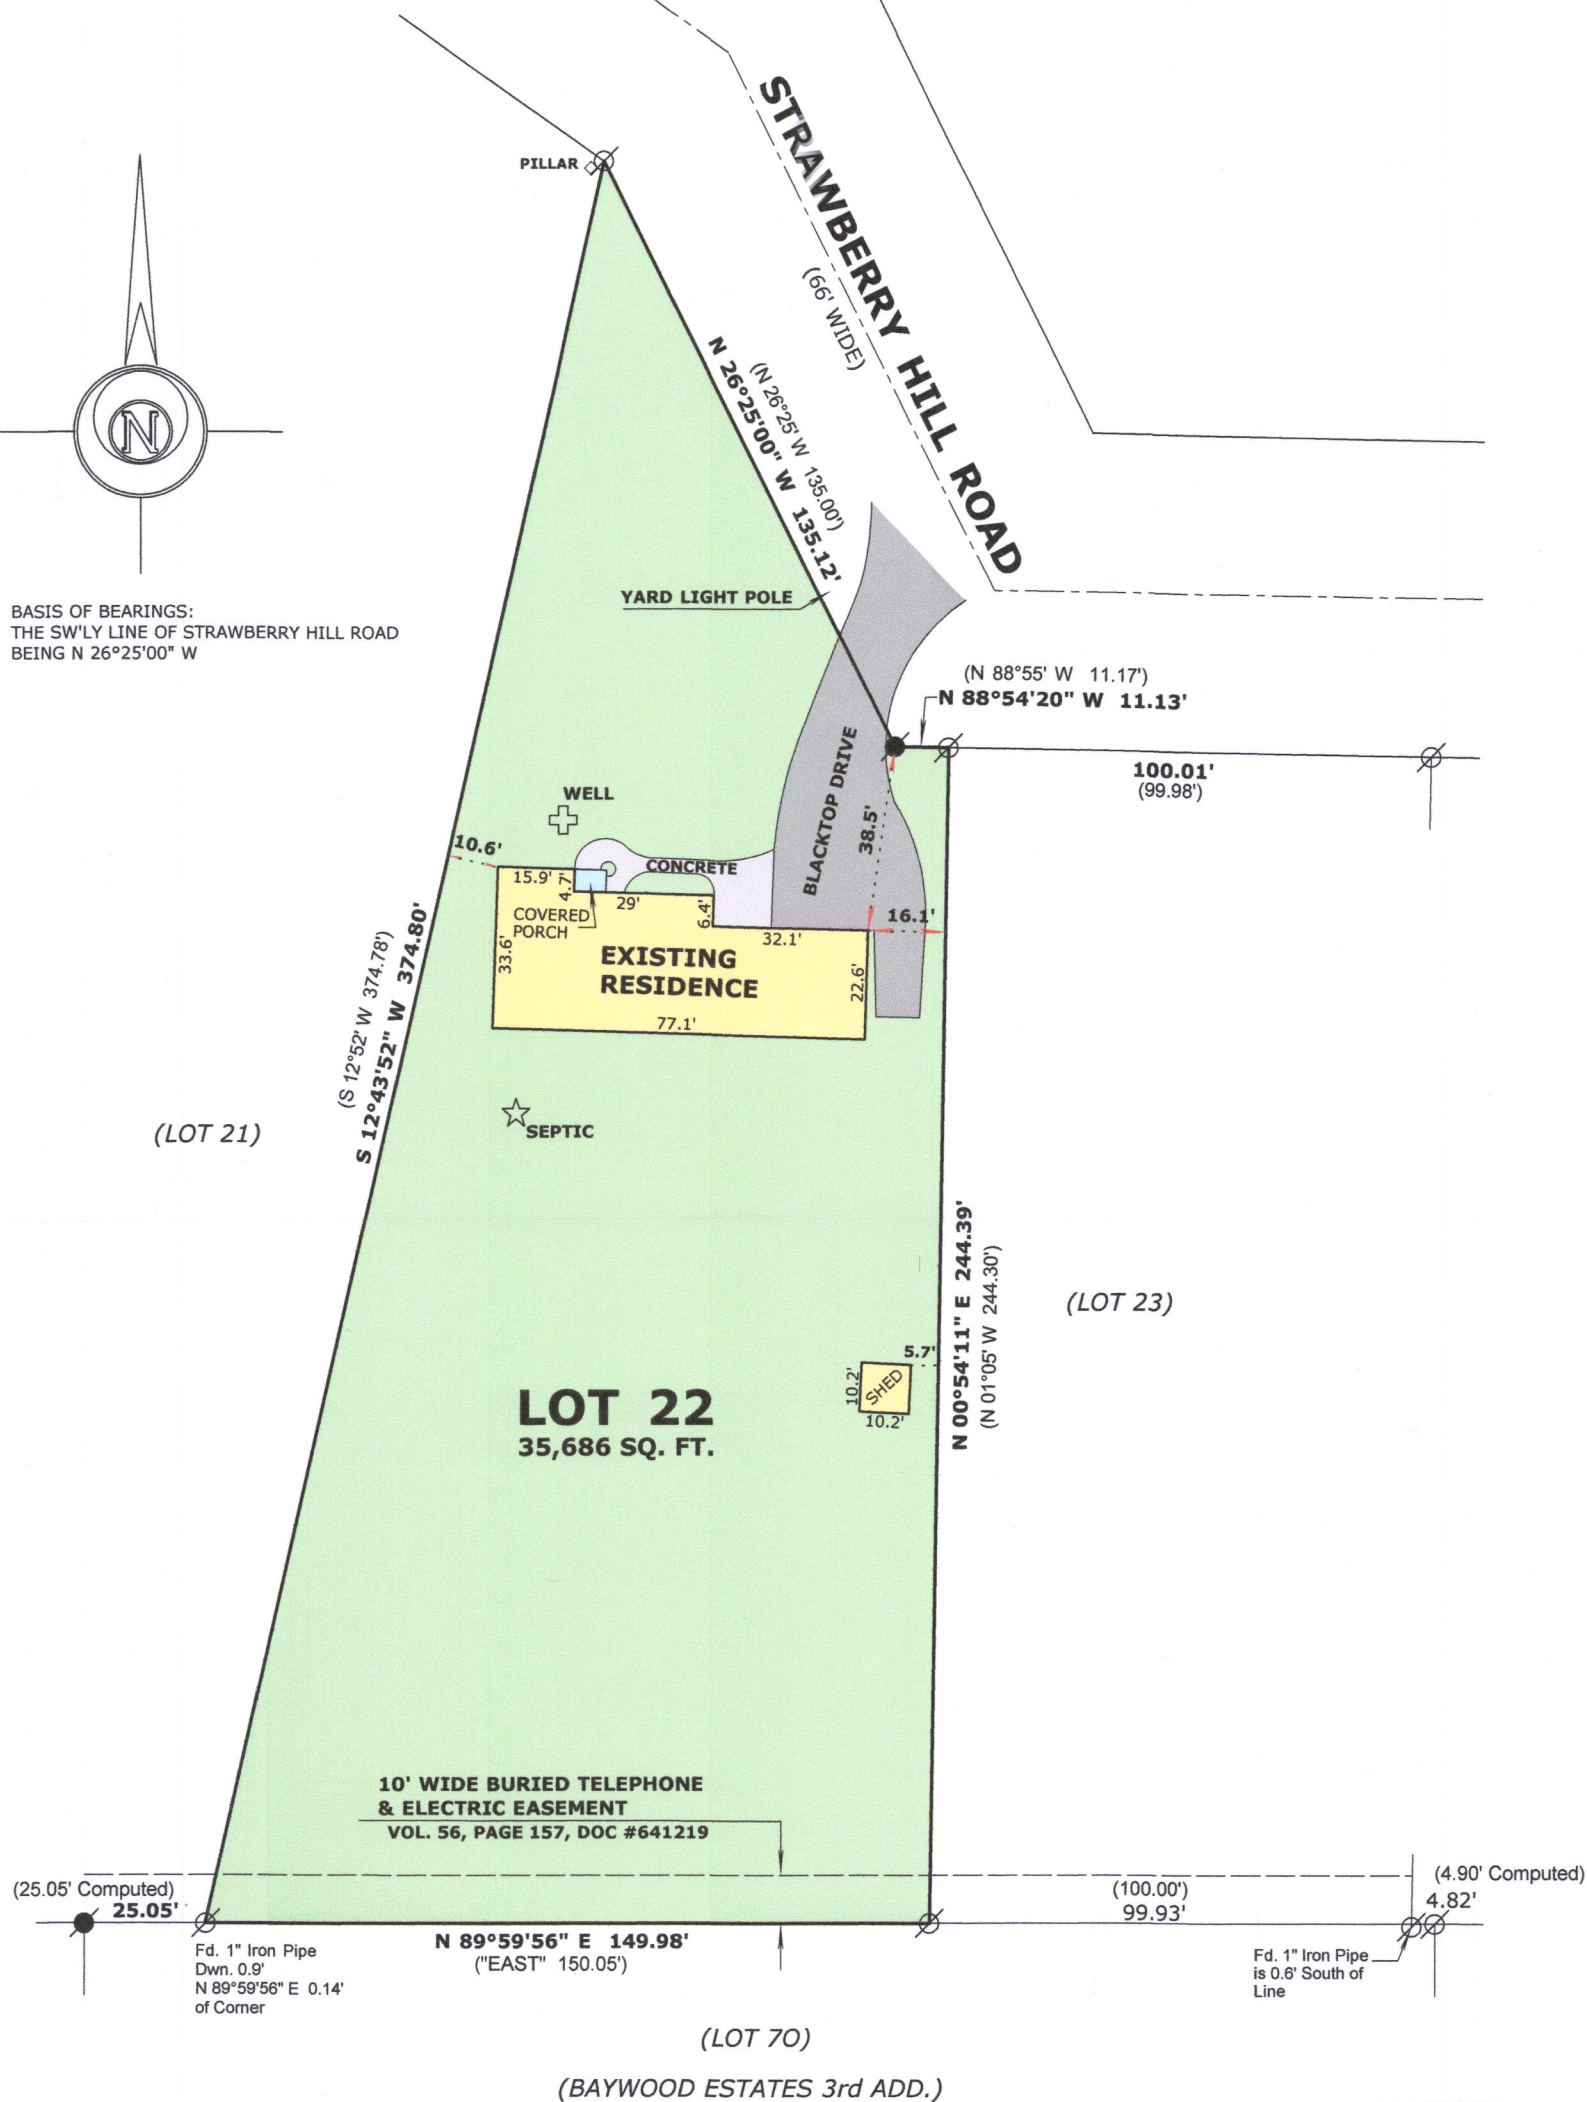 STRAWBERRY HILL ROAD
(66' WIDE)
PILLAR
N
BASIS OF BEARINGS:
THE SW'LY LINE OF STRAWBERRY HILL ROAD
BEING N 26°25'00" W
(N 26°25' W 135.00')
N 26°25'00" W 135.12'
YARD LIGHT POLE
(N 88°55' W 11.17')
N 88°54'20" W 11.13'
100.01'
(99.98')
BLACKTOP DRIVE
38.5'
WELL
10.6'
CONCRETE
15.9'
4.7'
COVERED
PORCH
29'
6.4'
32.1'
16.1'
33.6'
EXISTING
RESIDENCE
22.6'
77.1'
(S 12°52' W 374.78')
S 12°43'52" W 374.80'
SEPTIC
(LOT 21)
N 00°54'11" E 244.39'
(N 01°05' W 244.30')
(LOT 23)
5.7'
10.2'
SHED
10.2'
LOT 22
35,686 SQ. FT.
10' WIDE BURIED TELEPHONE
& ELECTRIC EASEMENT
VOL. 56, PAGE 157, DOC #641219
(25.05' Computed)
25.05'
(100.00')
99.93'
(4.90' Computed)
4.82'
N 89°59'56" E 149.98'
("EAST" 150.05')
Fd. 1" Iron Pipe
Dwn. 0.9'
N 89°59'56" E 0.14'
of Corner
Fd. 1" Iron Pipe
is 0.6' South of
Line
(LOT 70)
(BAYWOOD ESTATES 3rd ADD.)